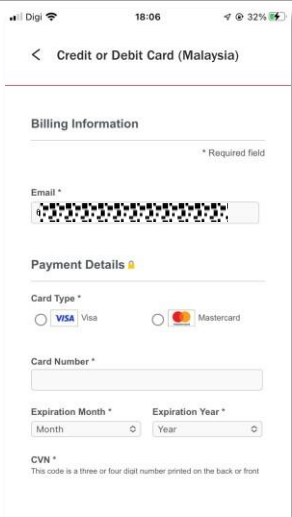 Digi
18:06
32%
Credit or Debit Card (Malaysia)
Billing Information
* Required field
Email *
Payment Details
Card Type *
VISA Visa
Mastercard
Card Number *
Expiration Month *
Expiration Year *
Month
Year
CVN *
This code is a three or four digit number printed on the back or front